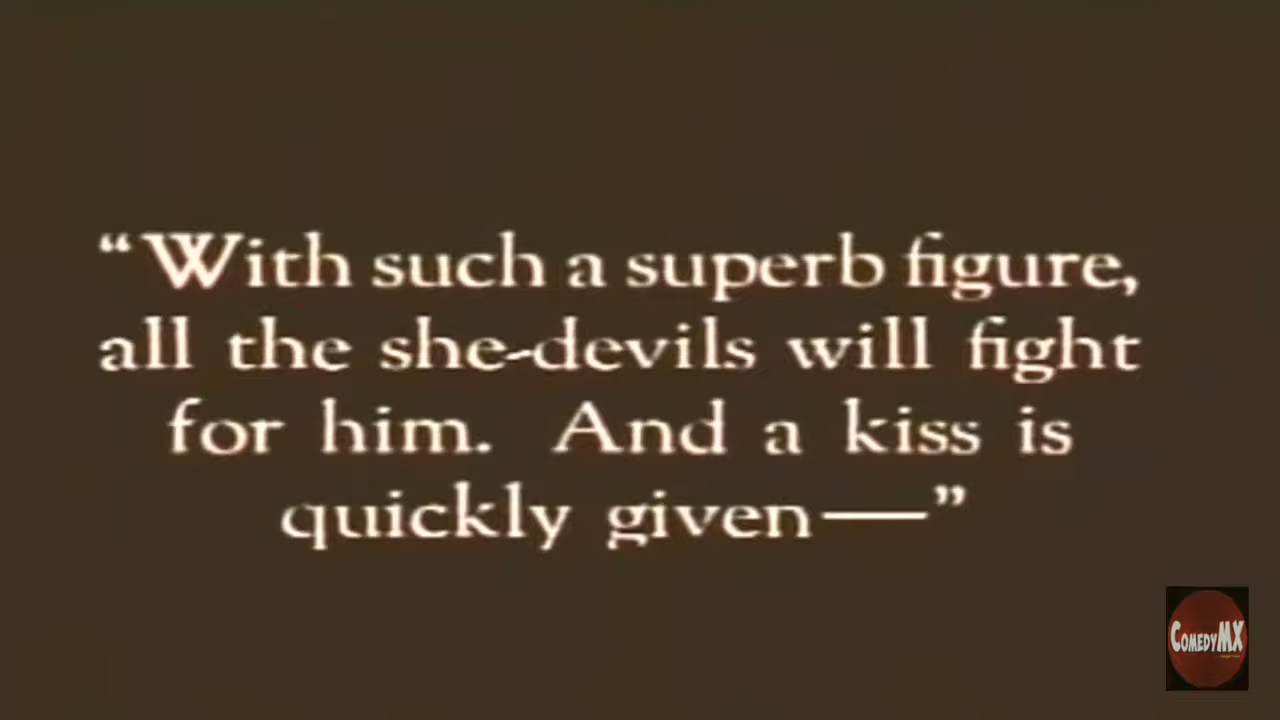 “With such a superb figure,
all the she-devils will fight
for him. And a kiss is
quickly given—”
COMEDYMX